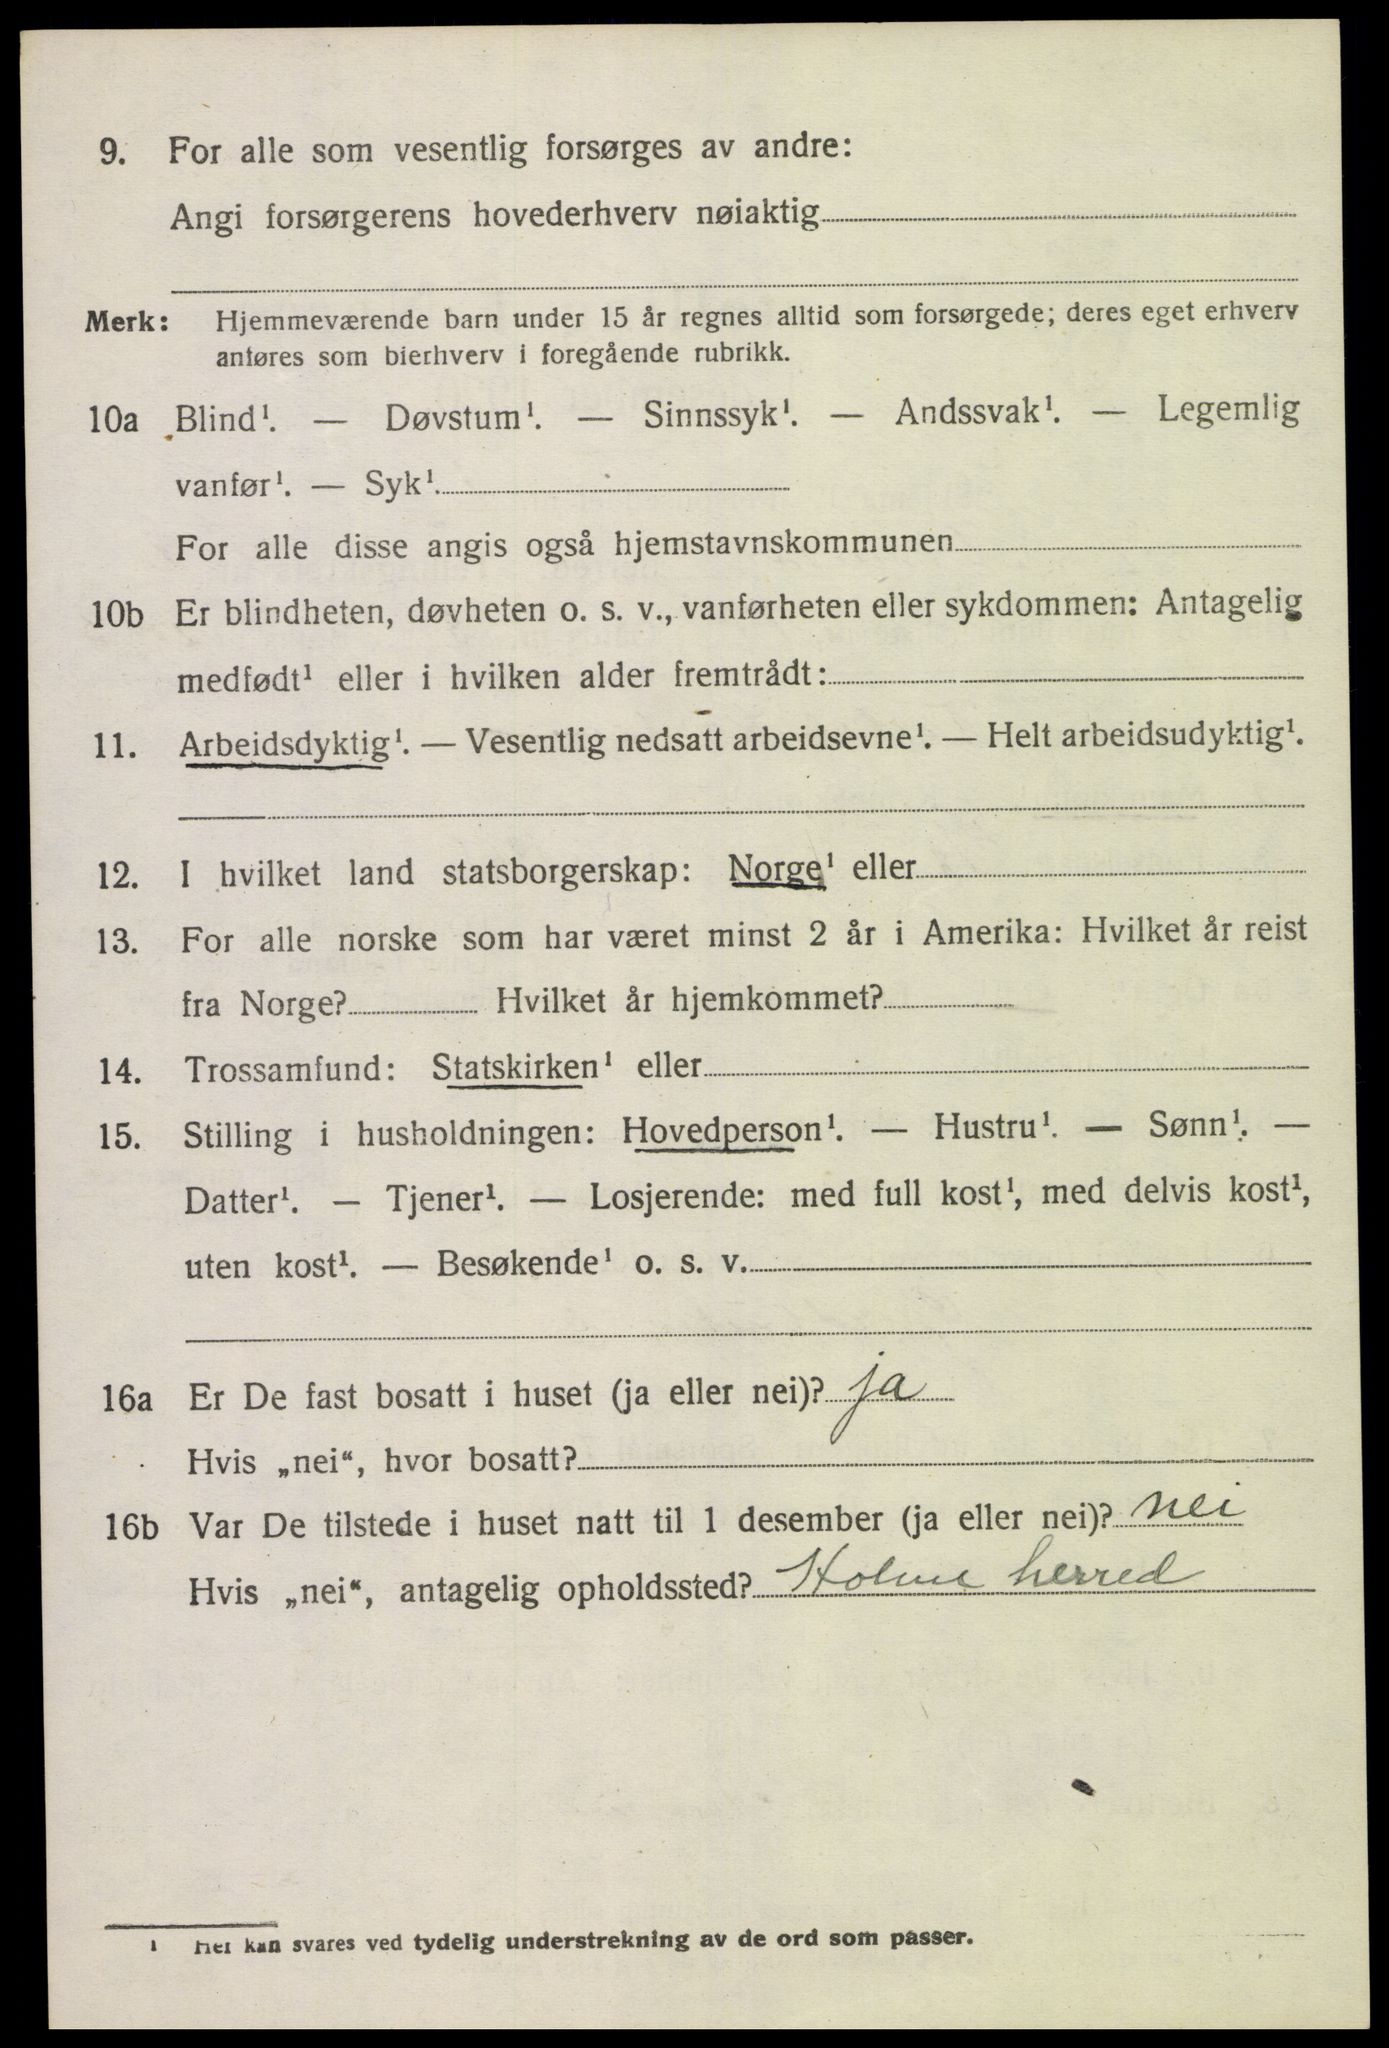 9. For alle som vesentlig forsørges av andre:
Angi forsørgerens hovederhverv nøiaktig
Merk: Hjemmeværende barn under 15 år regnes alltid som forsørgede; deres eget erhverv
anføres som bierhverv i foregående rubrikk.
10a Blind¹. — Døvstum¹. — Sinnssyk¹. — Andssvak¹. — Legemlig
vanfør¹. — Syk¹.
For alle disse angis også hjemstavnskommunen
10b Er blindheten, døvheten o. s. v., vanførheten eller sykdommen: Antagelig
medfødt¹ eller i hvilken alder fremtrådt:
11. Arbeidsdyktig¹. — Vesentlig nedsatt arbeidsevne¹. — Helt arbeidsudyktig¹.
12. I hvilket land statsborgerskap: Norge¹ eller
13. For alle norske som har været minst 2 år i Amerika: Hvilket år reist
fra Norge? Hvilket år hjemkommet?
14. Trossamfund: Statskirken¹ eller
15. Stilling i husholdningen: Hovedperson¹. — Hustru¹. — Sønn¹. —
Datter¹. — Tjener¹. — Losjerende: med full kost¹, med delvis kost¹,
uten kost¹. — Besøkende¹ o. s. v.
16a Er De fast bosatt i huset (ja eller nei)? ja
Hvis „nei“, hvor bosatt?
16b Var De tilstede i huset natt til 1 desember (ja eller nei)? nei
Hvis „nei“, antagelig opholdssted? Holme herred
¹ Her kan svares ved tydelig understrekning av de ord som passer.